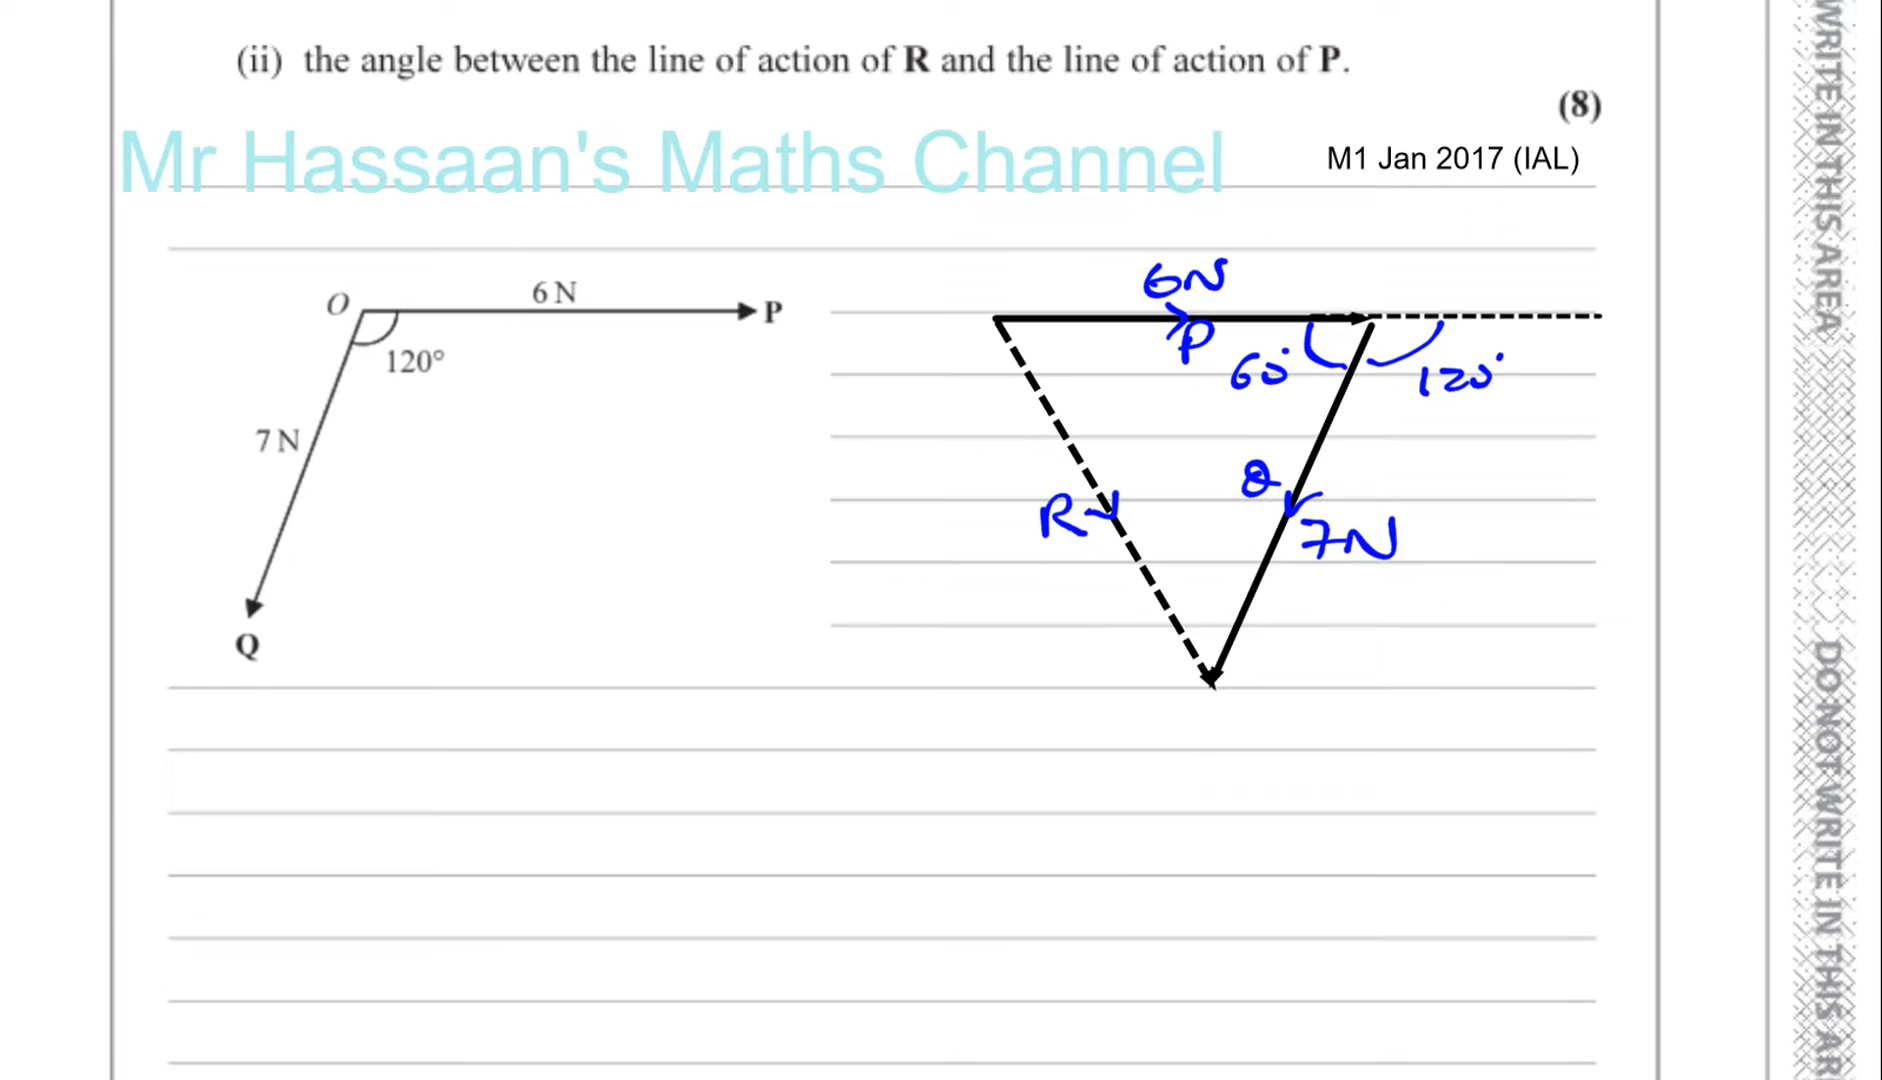 (ii) the angle between the line of action of R and the line of action of P.
(8)
Mr Hassaan's Maths Channel
M1 Jan 2017 (IAL)
O
6 N
P
120°
7 N
Q
6N
P
60°
120°
R
Q
7N
WRITE IN THIS AREA
DO NOT WRITE IN THIS AR